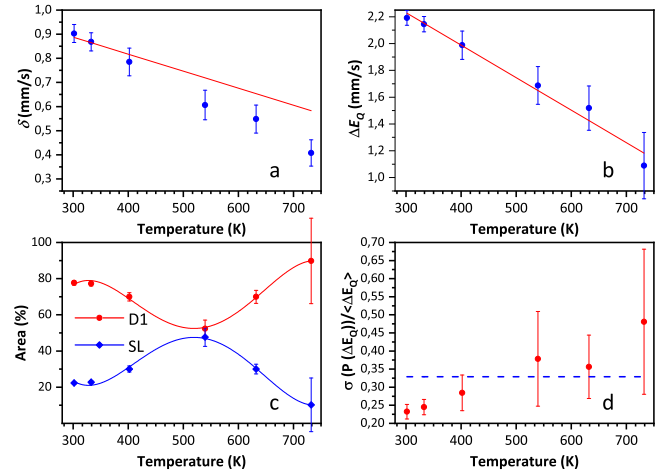 1,0
0,9
0,8
0,7
0,6
0,5
0,4
0,3
δ (mm/s)
a
300 400 500 600 700
Temperature (K)
2,2
2,0
1,8
1,6
1,4
1,2
1,0
ΔE_Q (mm/s)
b
300 400 500 600 700
Temperature (K)
100
80
60
40
20
0
Area (%)
D1
SL
c
300 400 500 600 700
Temperature (K)
0,70
0,65
0,60
0,55
0,50
0,45
0,40
0,35
0,30
0,25
0,20
σ (P (ΔE_Q))/<ΔE_Q>
d
300 400 500 600 700
Temperature (K)